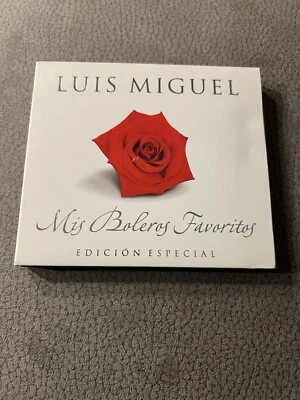 LUIS MIGUEL
Mis Boleros Favoritos
EDICIÓN ESPECIAL